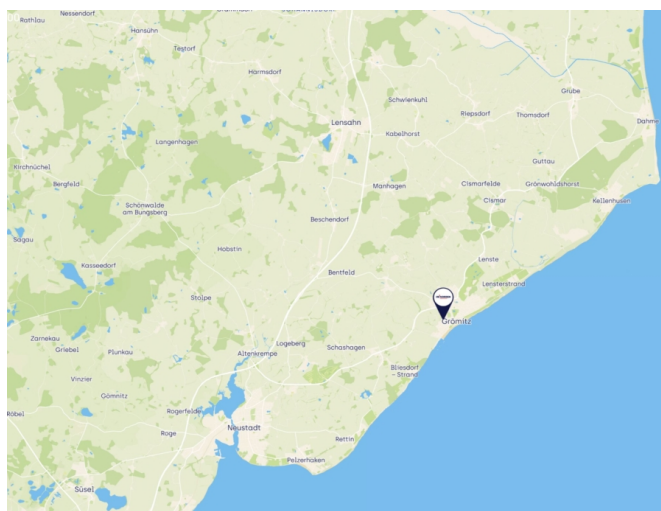 Nessendorf
Rathlau
Hansühn
Testorf
Harmsdorf
Grube
Schwienkuhl
Riepsdorf
Thomsdorf
Dahme
Lensahn
Kabelhorst
Langenhagen
Guttau
Kirchnüchel
Bergfeld
Manhagen
Cismarfelde
Grönwohldshorst
Cismar
Kellenhusen
Schönwalde
am Bungsberg
Beschendorf
Sagau
Kasseedorf
Hobstin
Lenste
Bentfeld
Lensterstrand
Stolpe
Grömitz
Zarnekau
Griebel
Plunkau
Logeberg
Altenkrempe
Schashagen
Bliesdorf
- Strand
Vinzier
Gömnitz
Röbel
Rogerfelde
Roge
Neustadt
Rettin
Pelzerhaken
Süsel